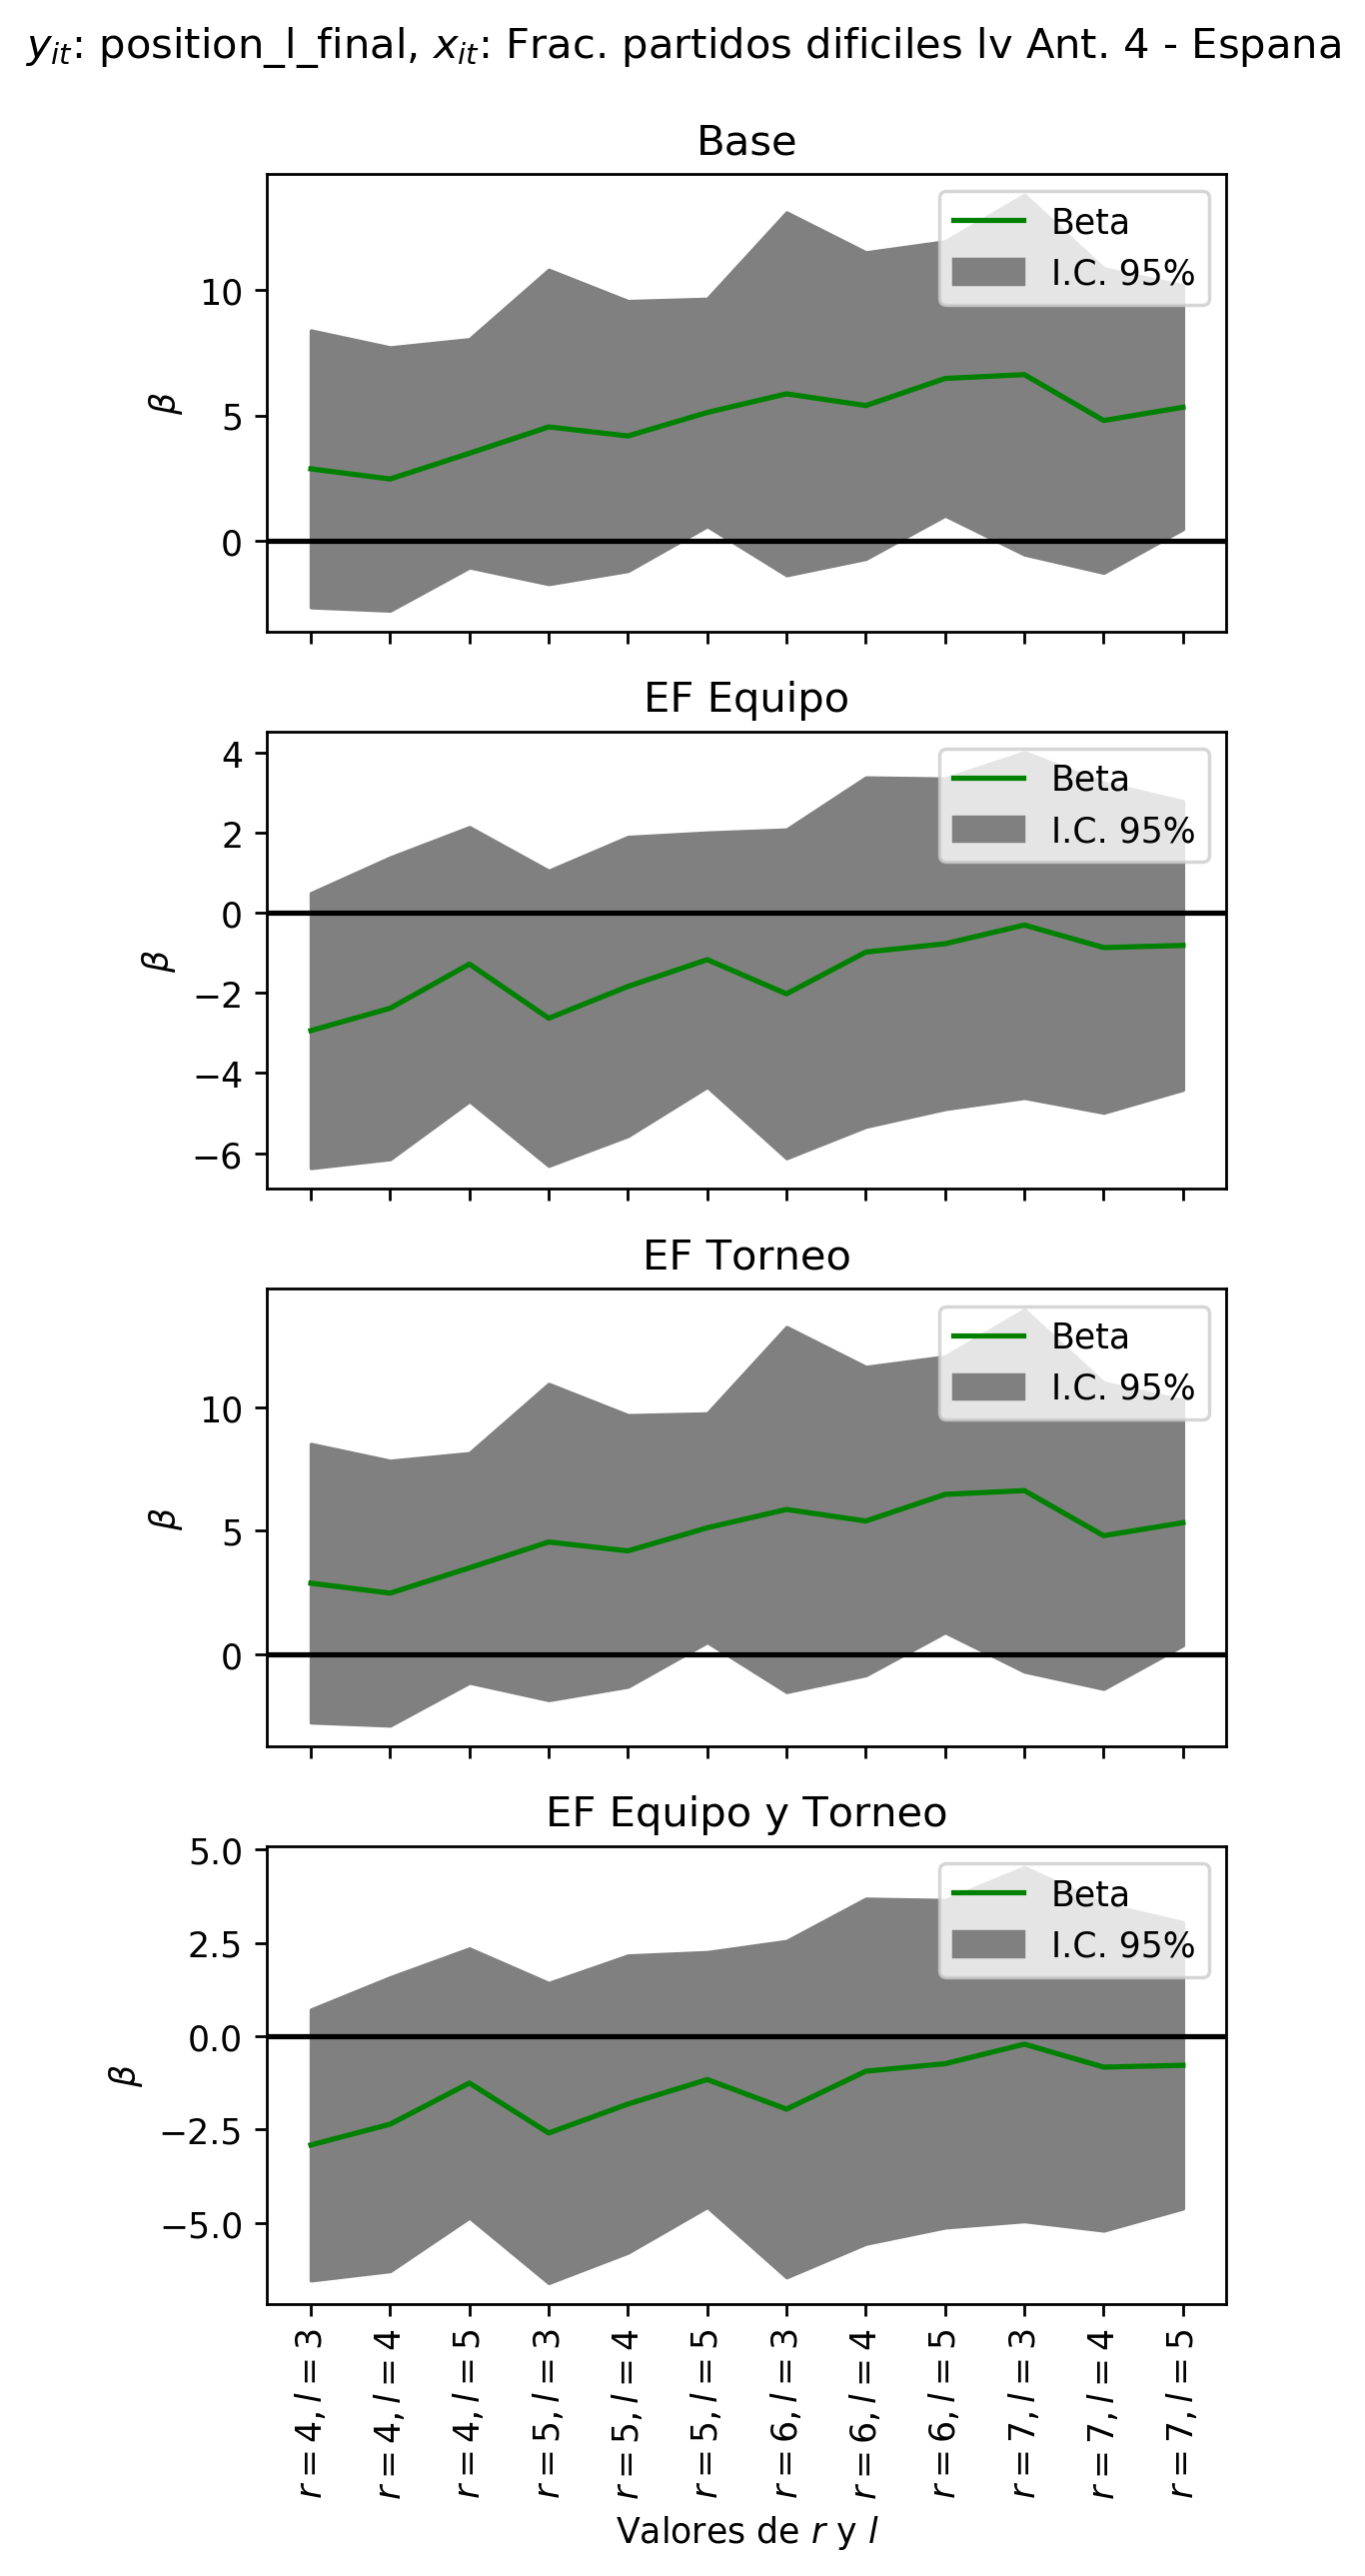 y_it: position_l_final, x_it: Frac. partidos dificiles lv Ant. 4 - Espana
Base
Beta
I.C. 95%
10
5
0
β
EF Equipo
Beta
I.C. 95%
4
2
0
−2
−4
−6
β
EF Torneo
Beta
I.C. 95%
10
5
0
β
EF Equipo y Torneo
Beta
I.C. 95%
5.0
2.5
0.0
−2.5
−5.0
β
r = 4, l = 3
r = 4, l = 4
r = 4, l = 5
r = 5, l = 3
r = 5, l = 4
r = 5, l = 5
r = 6, l = 3
r = 6, l = 4
r = 6, l = 5
r = 7, l = 3
r = 7, l = 4
r = 7, l = 5
Valores de r y l